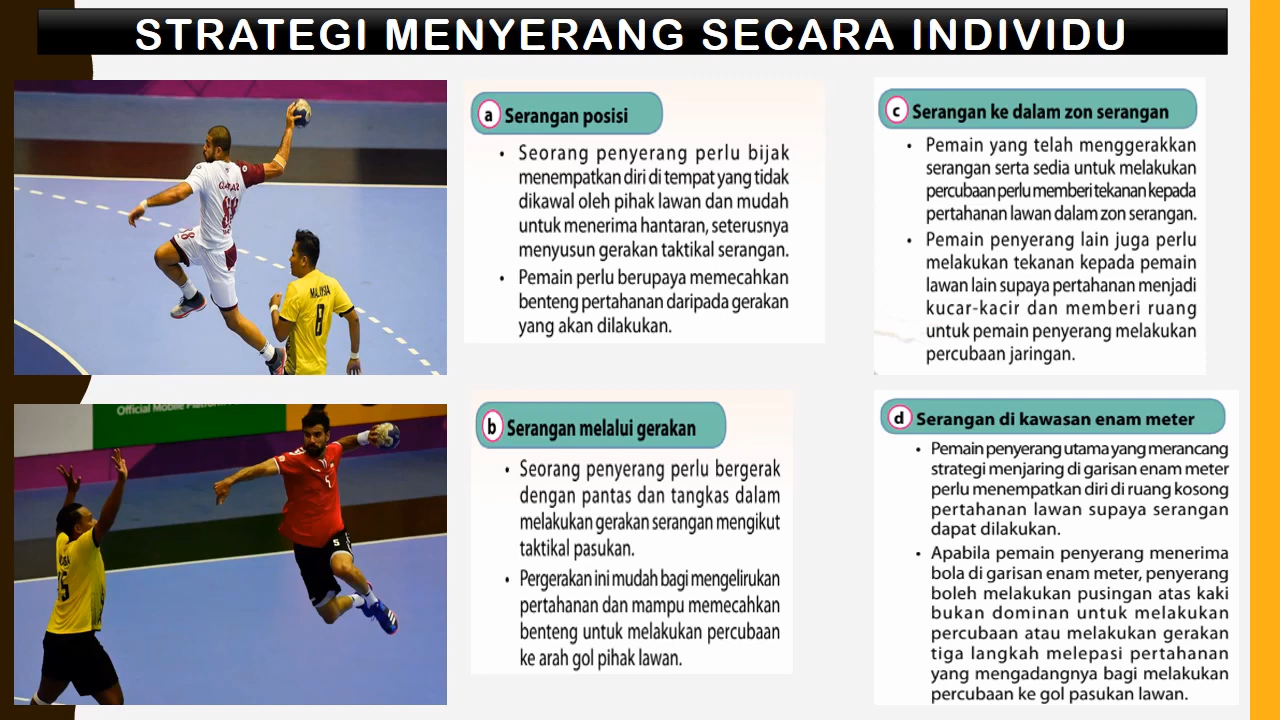 STRATEGI MENYERANG SECARA INDIVIDU
a Serangan posisi
• Seorang penyerang perlu bijak
menempatkan diri di tempat yang tidak
dikawal oleh pihak lawan dan mudah
untuk menerima hantaran, seterusnya
menyusun gerakan taktikal serangan.
• Pemain perlu berupaya memecahkan
benteng pertahanan daripada gerakan
yang akan dilakukan.
b Serangan melalui gerakan
• Seorang penyerang perlu bergerak
dengan pantas dan tangkas dalam
melakukan gerakan serangan mengikut
taktikal pasukan.
• Pergerakan ini mudah bagi mengelirukan
pertahanan dan mampu memecahkan
benteng untuk melakukan percubaan
ke arah gol pihak lawan.
c Serangan ke dalam zon serangan
• Pemain yang telah menggerakkan
serangan serta sedia untuk melakukan
percubaan perlu memberi tekanan kepada
pertahanan lawan dalam zon serangan.
• Pemain penyerang lain juga perlu
melakukan tekanan kepada pemain
lawan lain supaya pertahanan menjadi
kucar-kacir dan memberi ruang
untuk pemain penyerang melakukan
percubaan jaringan.
d Serangan di kawasan enam meter
• Pemain penyerang utama yang merancang
strategi menjaring di garisan enam meter
perlu menempatkan diri di ruang kosong
pertahanan lawan supaya serangan
dapat dilakukan.
• Apabila pemain penyerang menerima
bola di garisan enam meter, penyerang
boleh melakukan pusingan atas kaki
bukan dominan untuk melakukan
percubaan atau melakukan gerakan
tiga langkah melepasi pertahanan
yang mengadangnya bagi melakukan
percubaan ke gol pasukan lawan.
MALAYSIA
8
Official Mobile
5